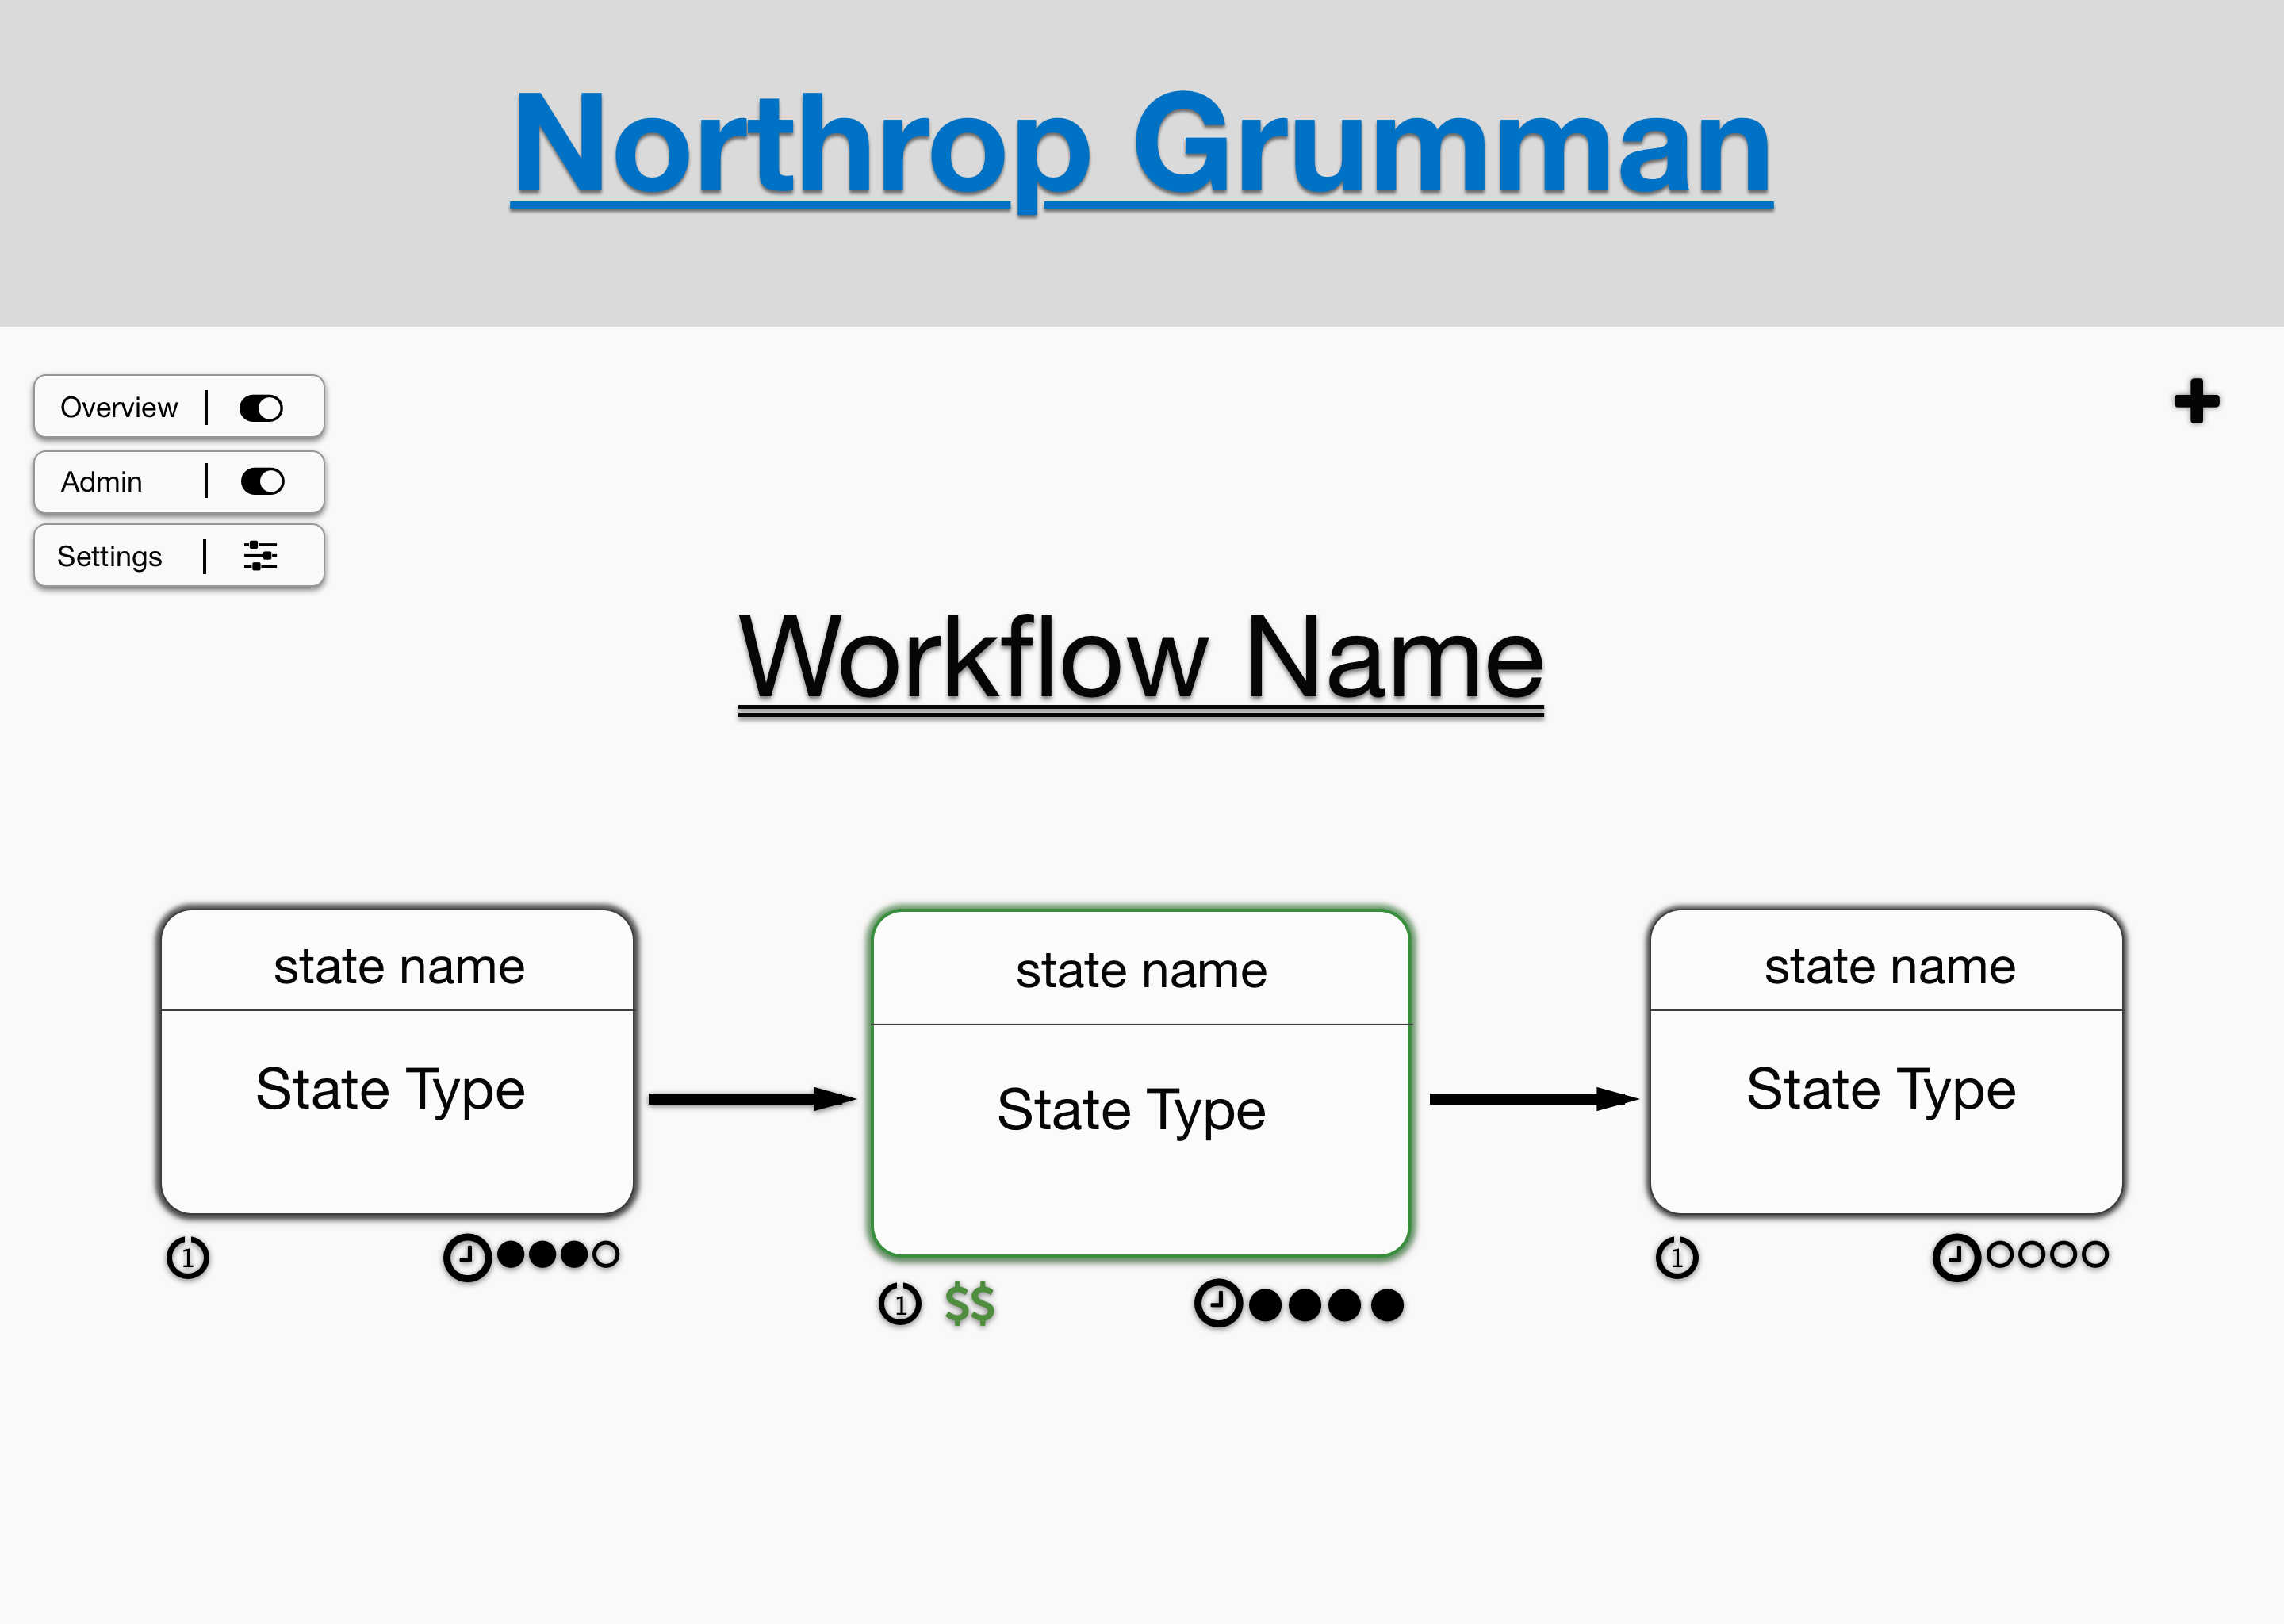 Northrop Grumman
Overview
Admin
Settings
Workflow Name
state name
State Type
1
state name
State Type
1 $$
state name
State Type
1